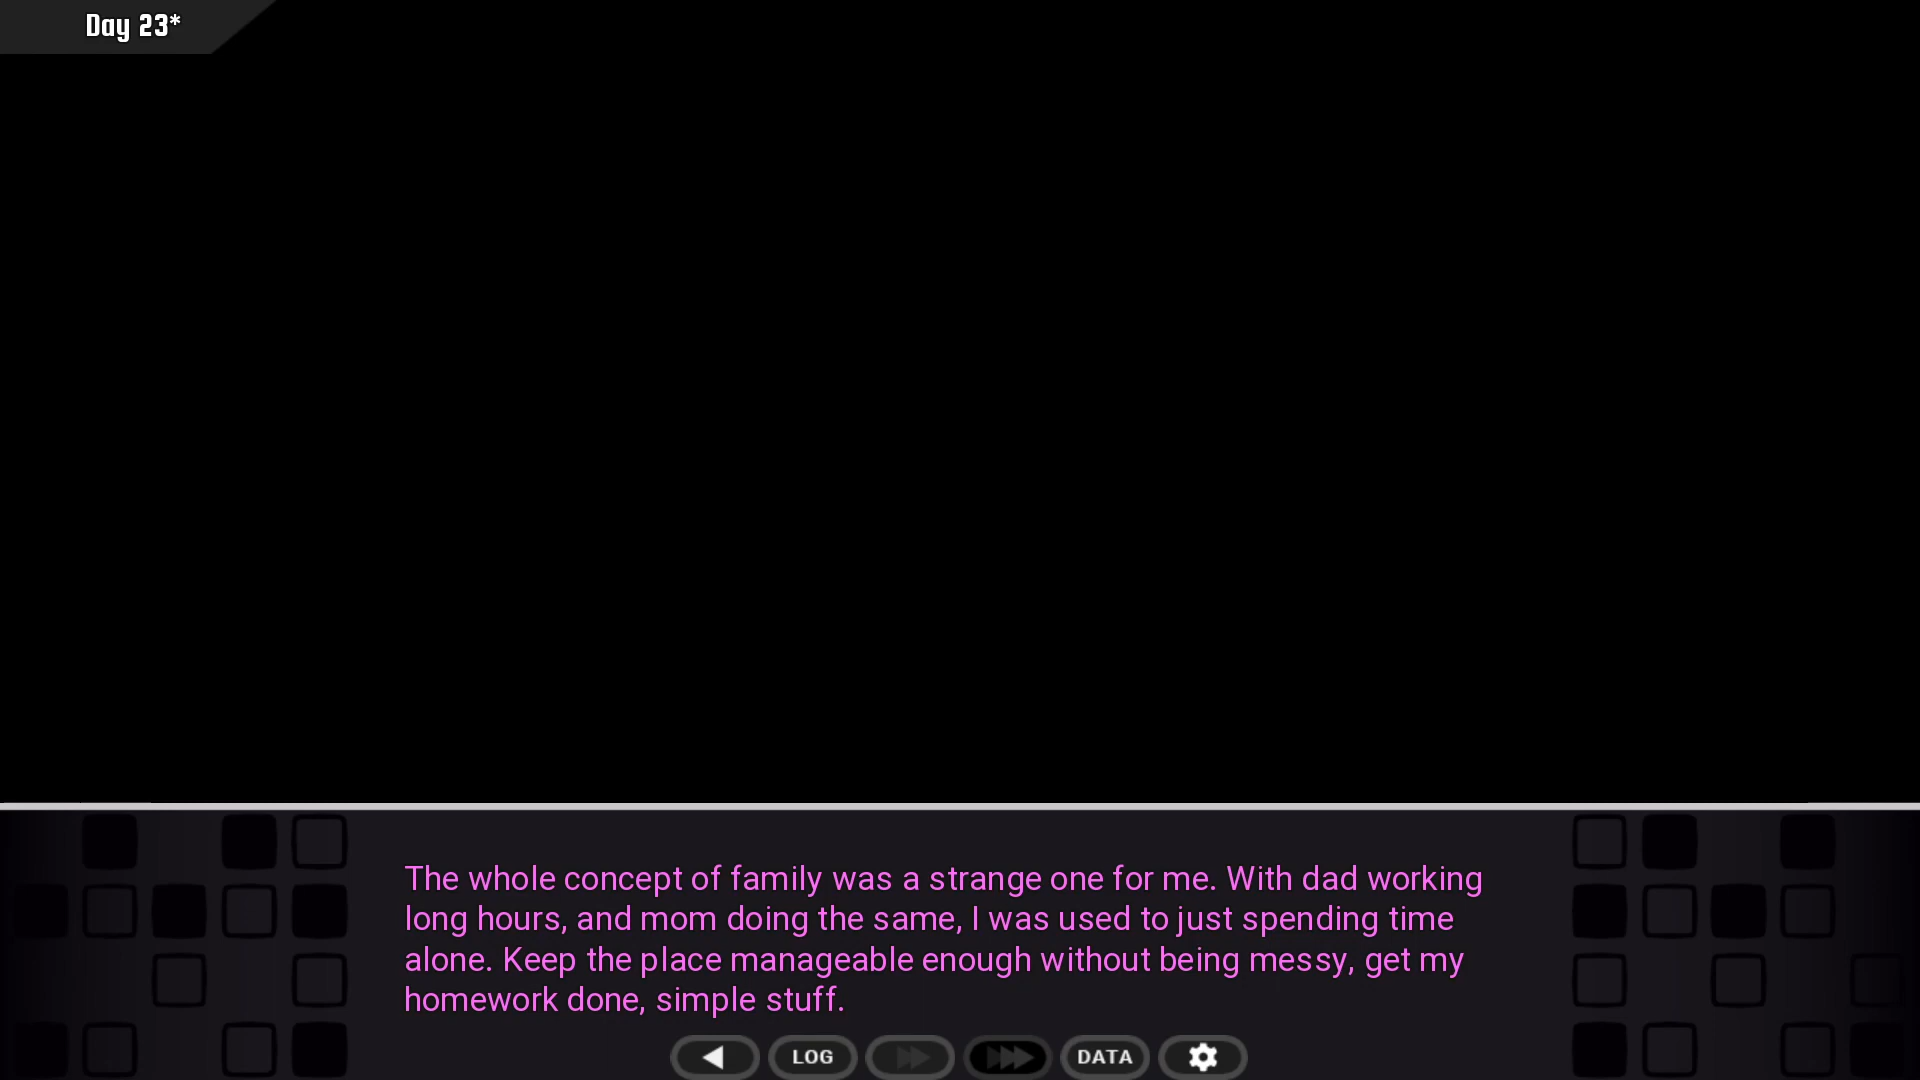 Day 23*
The whole concept of family was a strange one for me. With dad working
long hours, and mom doing the same, I was used to just spending time
alone. Keep the place manageable enough without being messy, get my
homework done, simple stuff.
LOG
DATA